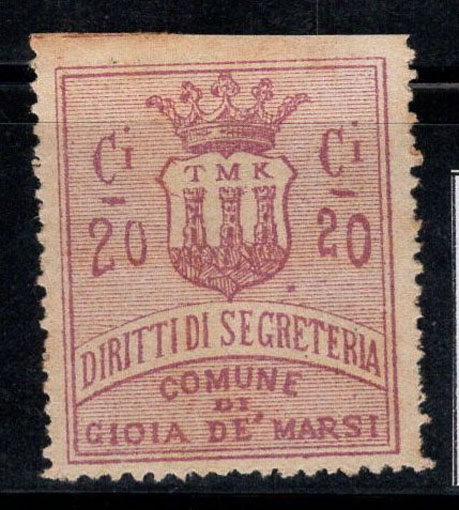 Ci Ci
TMK
20 20
DIRITTI DI SEGRETERIA
COMUNE
DI
GIOIA DE' MARSI